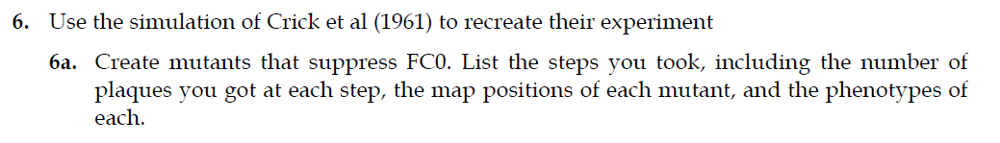 6. Use the simulation of Crick et al (1961) to recreate their experiment
6a. Create mutants that suppress FC0. List the steps you took, including the number of
plaques you got at each step, the map positions of each mutant, and the phenotypes of
each.